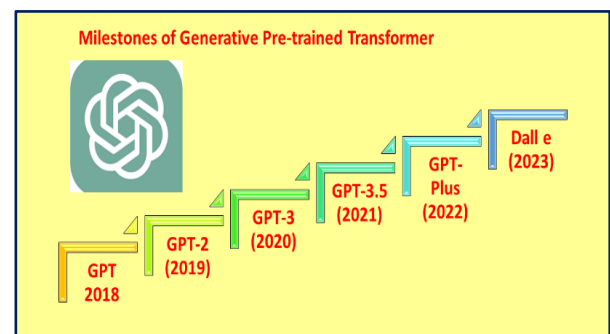 Milestones of Generative Pre-trained Transformer
GPT
2018
GPT-2
(2019)
GPT-3
(2020)
GPT-3.5
(2021)
GPT-
Plus
(2022)
Dall e
(2023)